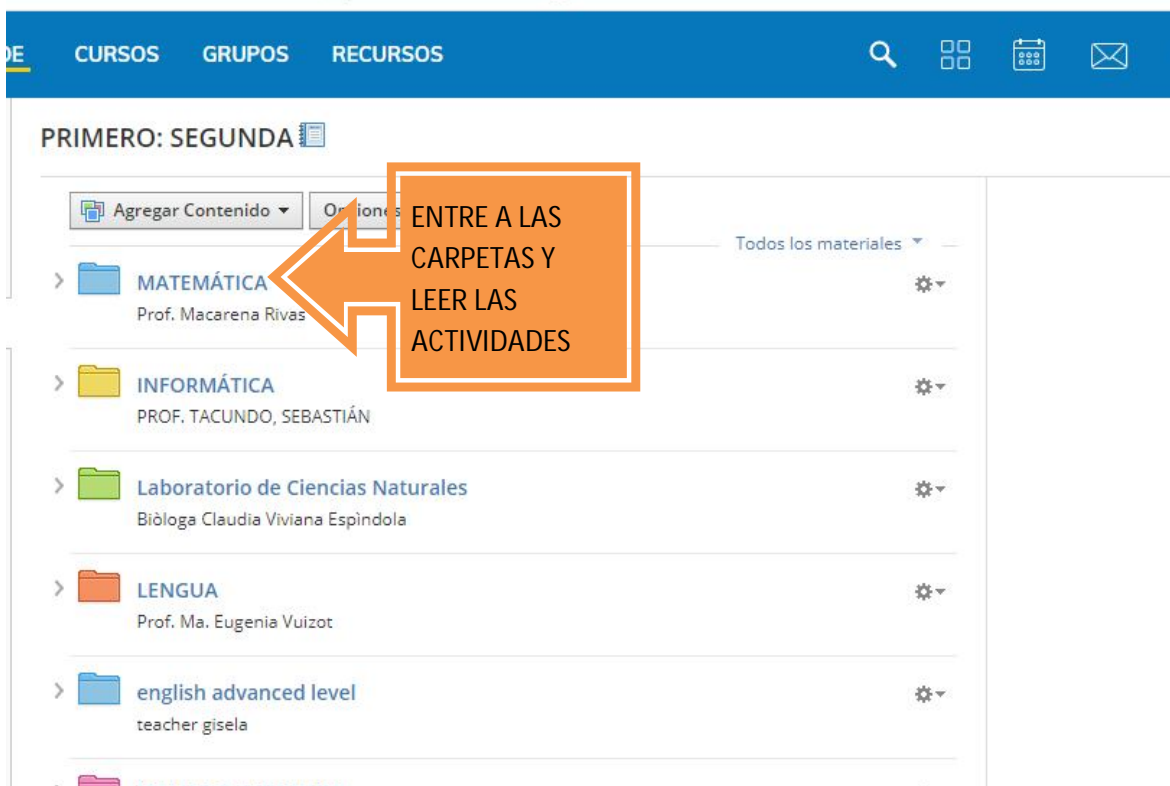 CURSOS GRUPOS RECURSOS
PRIMERO: SEGUNDA
Agregar Contenido
ENTRE A LAS
CARPETAS Y
LEER LAS
ACTIVIDADES
Todos los materiales
MATEMÁTICA
Prof. Macarena Rivas
INFORMÁTICA
PROF. TACUNDO, SEBASTIÁN
Laboratorio de Ciencias Naturales
Biòloga Claudia Viviana Espìndola
LENGUA
Prof. Ma. Eugenia Vuizot
english advanced level
teacher gisela